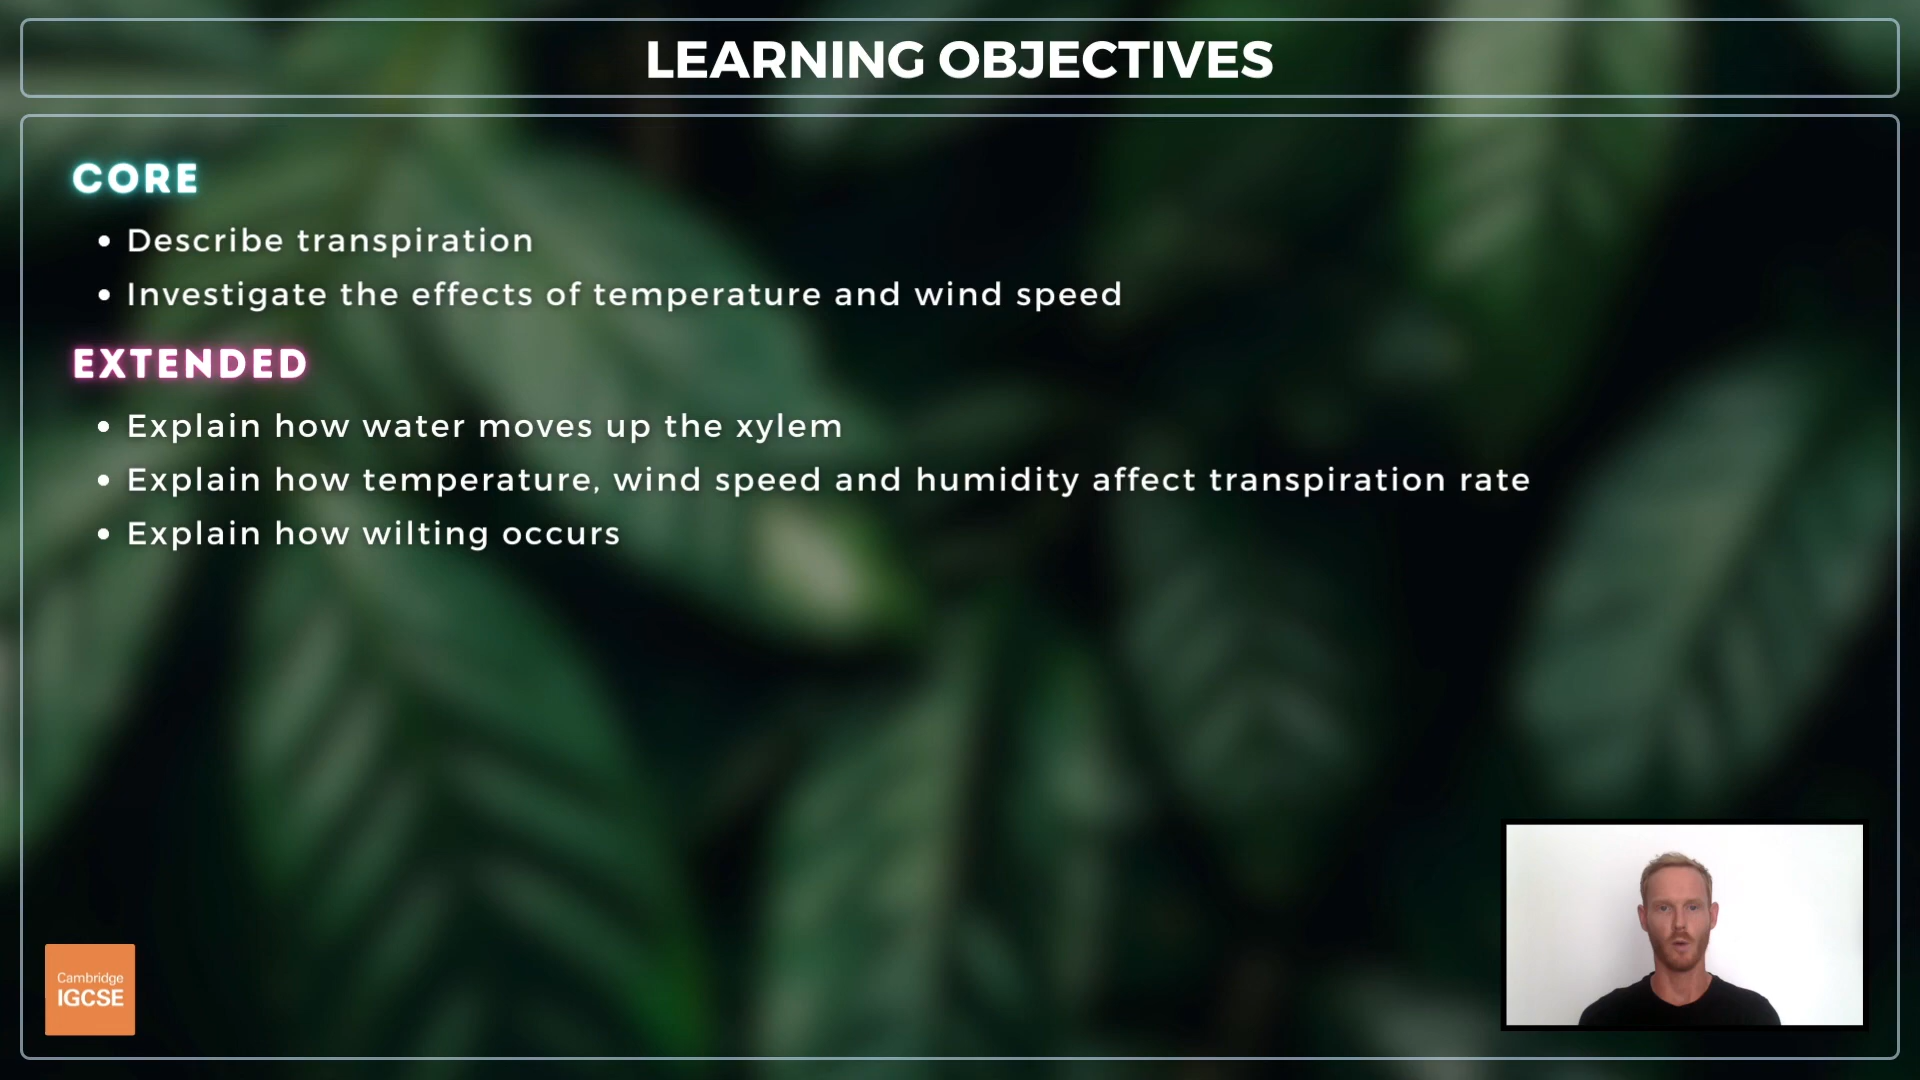 LEARNING OBJECTIVES
CORE
• Describe transpiration
• Investigate the effects of temperature and wind speed
EXTENDED
• Explain how water moves up the xylem
• Explain how temperature, wind speed and humidity affect transpiration rate
• Explain how wilting occurs
Cambridge
IGCSE